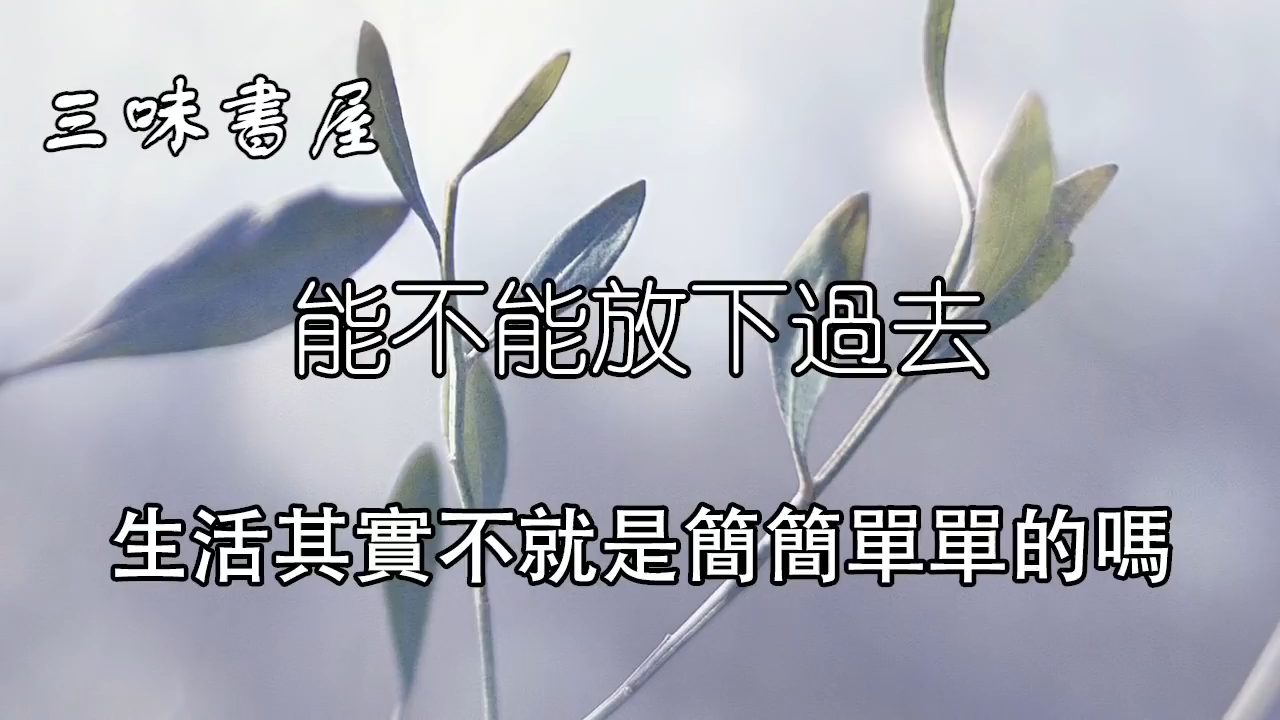 三味書屋
能不能放下過去
生活其實不就是簡簡單單的嗎